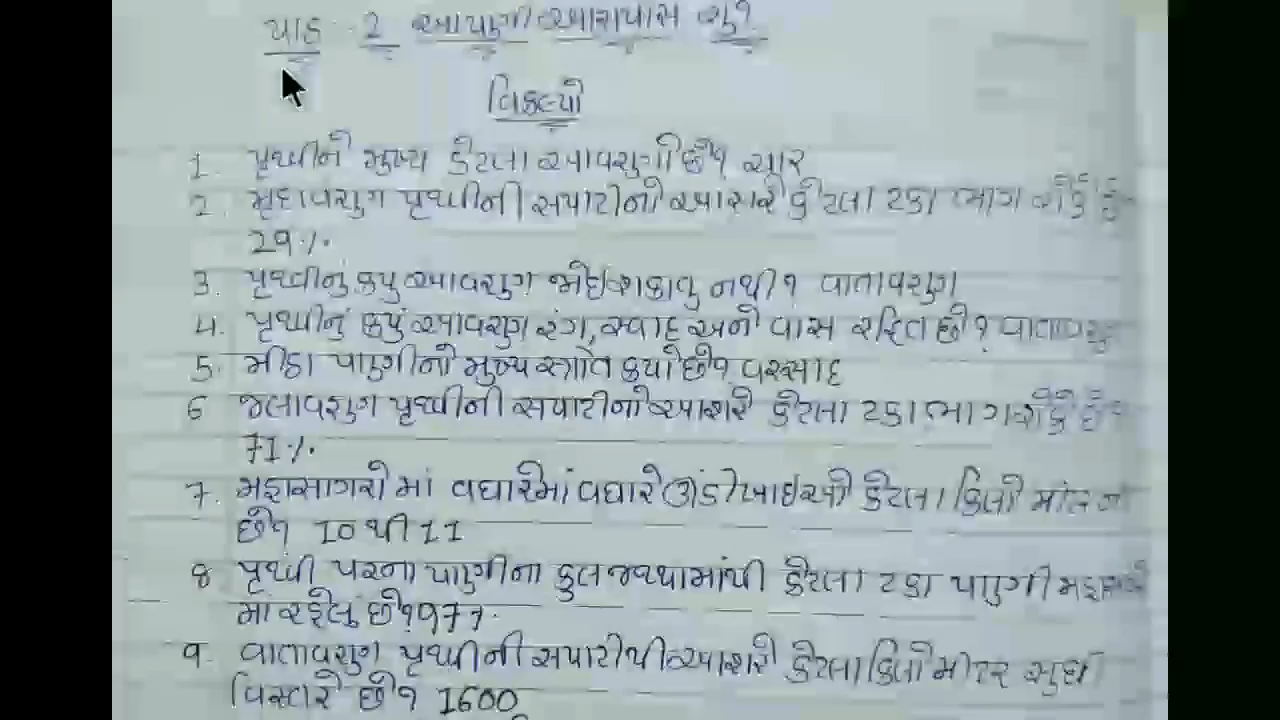 પાઠ - 2 આપણી આસપાસ શું?
વિકલ્પો
1. પૃથ્વીને મુખ્ય કેટલા આવરણો છે? ચાર
2. મૃદાવરણ પૃથ્વીની સપાટીનો આશરે કેટલા ટકા ભાગ રોકે છે?
29%.
3. પૃથ્વીનું કયુ આવરણ જોઇ શકાતુ નથી? વાતાવરણ
4. પૃથ્વીનું કયું આવરણ રંગ, સ્વાદ અને વાસ રહિત છે? વાતાવરણ
5. મીઠા પાણીનો મુખ્ય સ્ત્રોત કયો છે? વરસાદ
6 જલાવરણ પૃથ્વીની સપાટીનો આશરે કેટલા ટકા ભાગ રોકે છે?
71%.
7. મહાસાગરોમાં વધારેમાં વધારે ઊંડી ખાઇઓ કેટલા કિલો મીટરની
છે? 10 થી 11
8 પૃથ્વી પરના પાણીના કુલ જથ્થામાંથી કેટલા ટકા પાણી મહાસાગરો
માં રહેલું છે? 97%.
9. વાતાવરણ પૃથ્વીની સપાટીથી આશરે કેટલા કિલો મીટર સુધી
વિસ્તરે છે? 1600